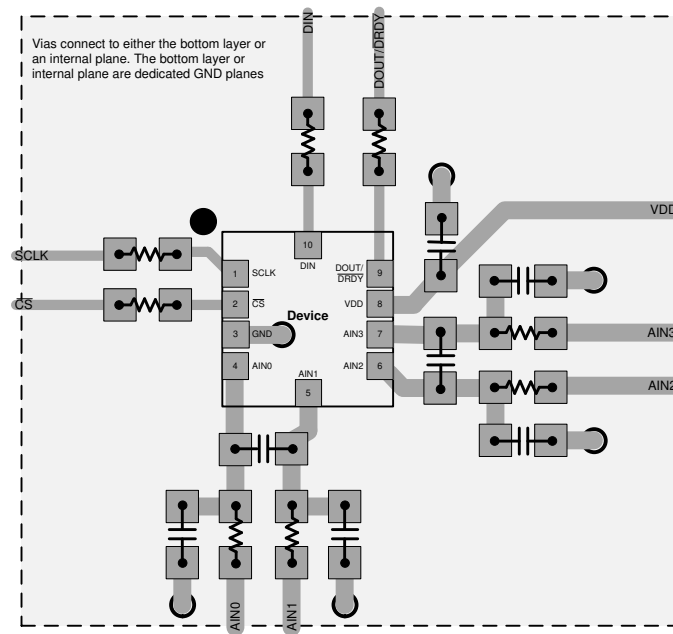 Vias connect to either the bottom layer or
an internal plane. The bottom layer or
internal plane are dedicated GND planes
DIN
DOUT/DRDY
VDD
SCLK
CS
AIN3
AIN2
AIN0
AIN1
Device
10
DIN
1 SCLK
2 CS
3 GND
4 AIN0
AIN1
5
DOUT/
DRDY
9
VDD 8
AIN3 7
AIN2 6